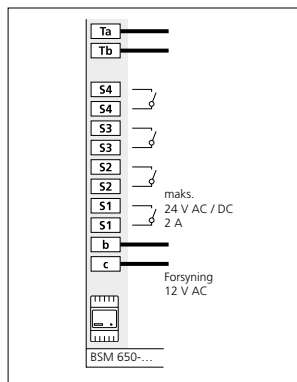 Ta
Tb
S4
S4
S3
S3
S2
S2
S1
S1
b
c
maks.
24 V AC / DC
2 A
Forsyning
12 V AC
BSM 650-...